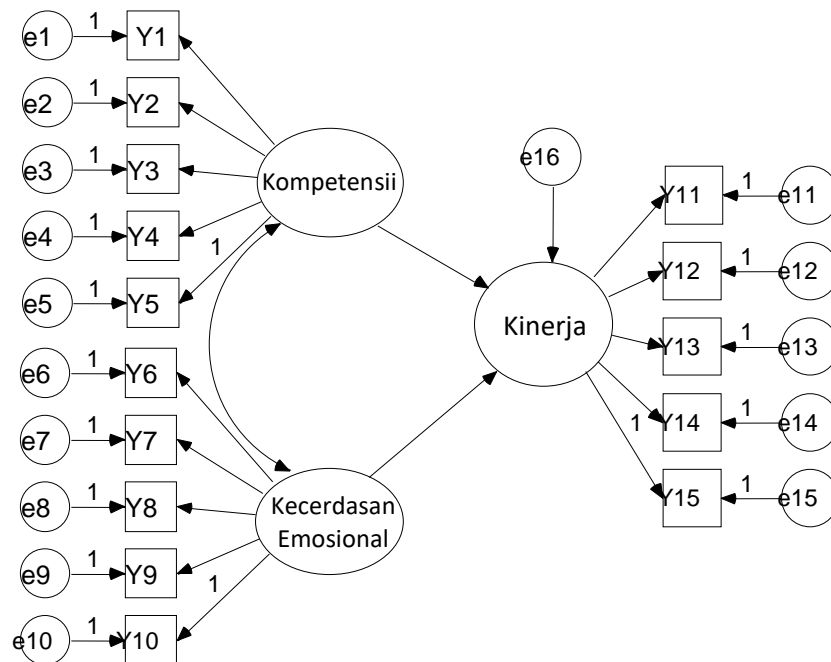 e1 1 Y1
e2 1 Y2
e3 1 Y3
e4 1 Y4
e5 1 Y5
1
Kompetensii
e6 1 Y6
e7 1 Y7
e8 1 Y8
e9 1 Y9
e10 1 Y10
1
Kecerdasan
Emosional
e16
Kinerja
Y11 1 e11
Y12 1 e12
Y13 1 e13
1 Y14 1 e14
Y15 1 e15